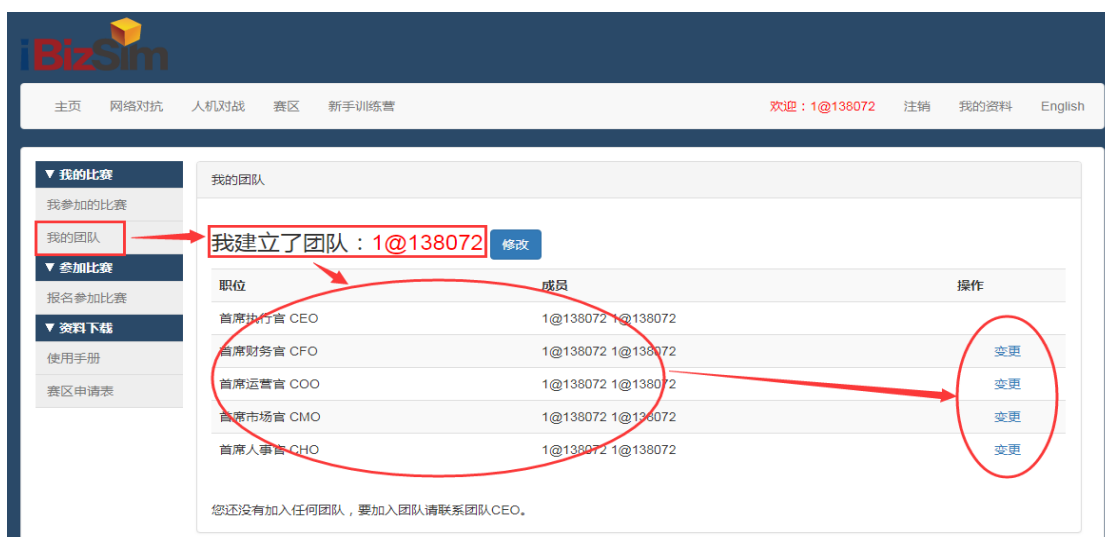 iBizSim
主页 网络对抗 人机对战 赛区 新手训练营 欢迎：1@138072 注销 我的资料 English
▼ 我的比赛
我参加的比赛
我的团队
▼ 参加比赛
报名参加比赛
▼ 资料下载
使用手册
赛区申请表
我的团队
我建立了团队：1@138072 修改
职位 成员 操作
首席执行官 CEO 1@138072 1@138072
首席财务官 CFO 1@138072 1@138072 变更
首席运营官 COO 1@138072 1@138072 变更
首席市场官 CMO 1@138072 1@138072 变更
首席人事官 CHO 1@138072 1@138072 变更
您还没有加入任何团队，要加入团队请联系团队CEO。